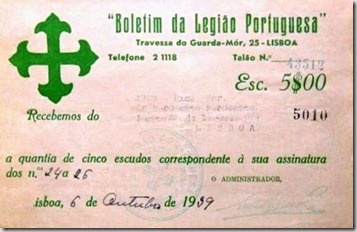 "Boletim da Legião Portuguesa"
Travessa do Guarda-Mór, 25 - LISBOA
Telefone 2 1118 Talão N.º 43512
Esc. 5$00
Recebemos do 5010
LISBOA
a quantia de cinco escudos correspondente à sua assinatura
dos n.os 24 a 26
O ADMINISTRADOR,
isboa, 6 de Outubro de 1939